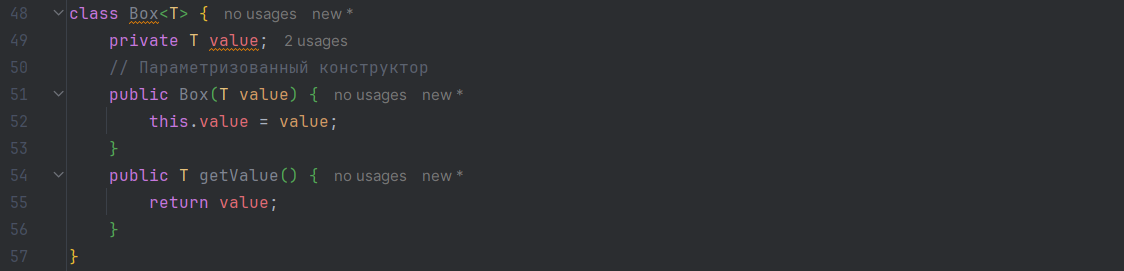 48 class Box<T> { no usages new *
49 private T value; 2 usages
50 // Параметризованный конструктор
51 public Box(T value) { no usages new *
52 this.value = value;
53 }
54 public T getValue() { no usages new *
55 return value;
56 }
57 }